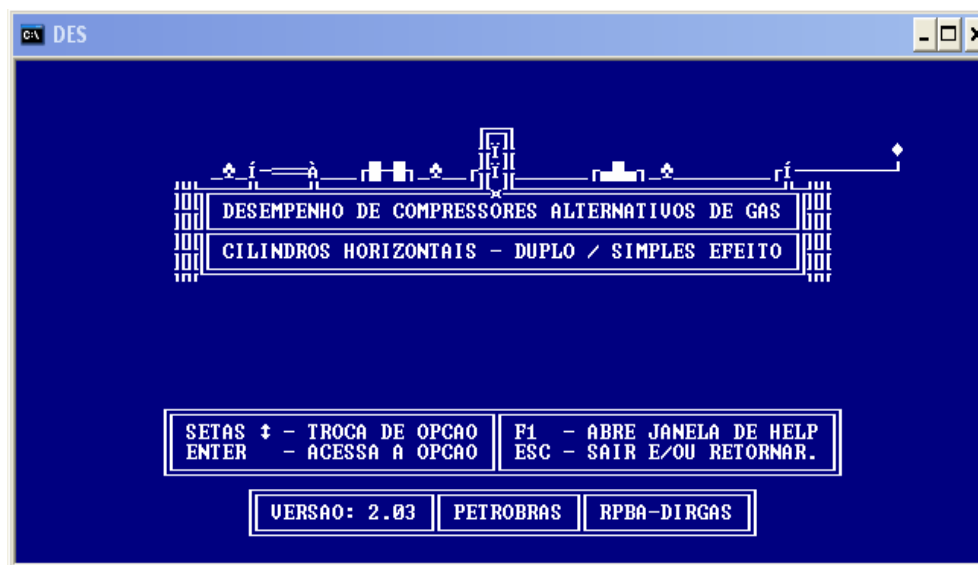 DES
DESEMPENHO DE COMPRESSORES ALTERNATIVOS DE GAS
CILINDROS HORIZONTAIS - DUPLO / SIMPLES EFEITO
SETAS ↕ - TROCA DE OPCAO
ENTER - ACESSA A OPCAO
F1 - ABRE JANELA DE HELP
ESC - SAIR E/OU RETORNAR.
VERSAO: 2.03
PETROBRAS
RPBA-DIRGAS